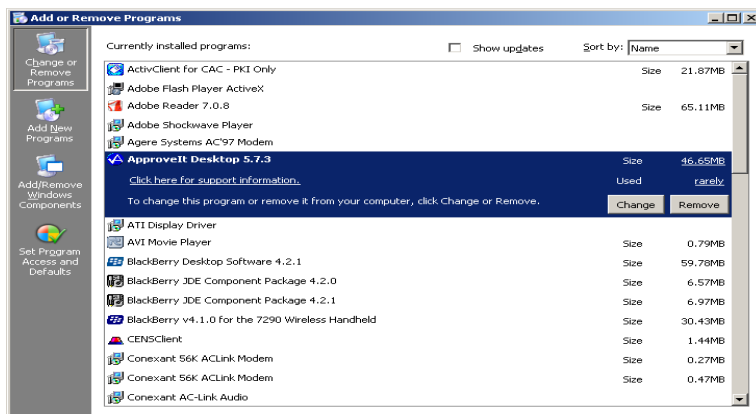 Add or Remove Programs
Change or
Remove
Programs
Add New
Programs
Add/Remove
Windows
Components
Set Program
Access and
Defaults
Currently installed programs:
Show updates
Sort by: Name
ActivClient for CAC - PKI Only Size 21.87MB
Adobe Flash Player ActiveX
Adobe Reader 7.0.8 Size 65.11MB
Adobe Shockwave Player
Agere Systems AC'97 Modem
ApproveIt Desktop 5.7.3 Size 46.65MB
Click here for support information. Used rarely
To change this program or remove it from your computer, click Change or Remove. Change Remove
ATI Display Driver
AVI Movie Player Size 0.79MB
BlackBerry Desktop Software 4.2.1 Size 59.78MB
BlackBerry JDE Component Package 4.2.0 Size 6.57MB
BlackBerry JDE Component Package 4.2.1 Size 6.97MB
BlackBerry v4.1.0 for the 7290 Wireless Handheld Size 30.43MB
CENSClient Size 1.44MB
Conexant 56K ACLink Modem Size 0.27MB
Conexant 56K ACLink Modem Size 0.47MB
Conexant AC-Link Audio